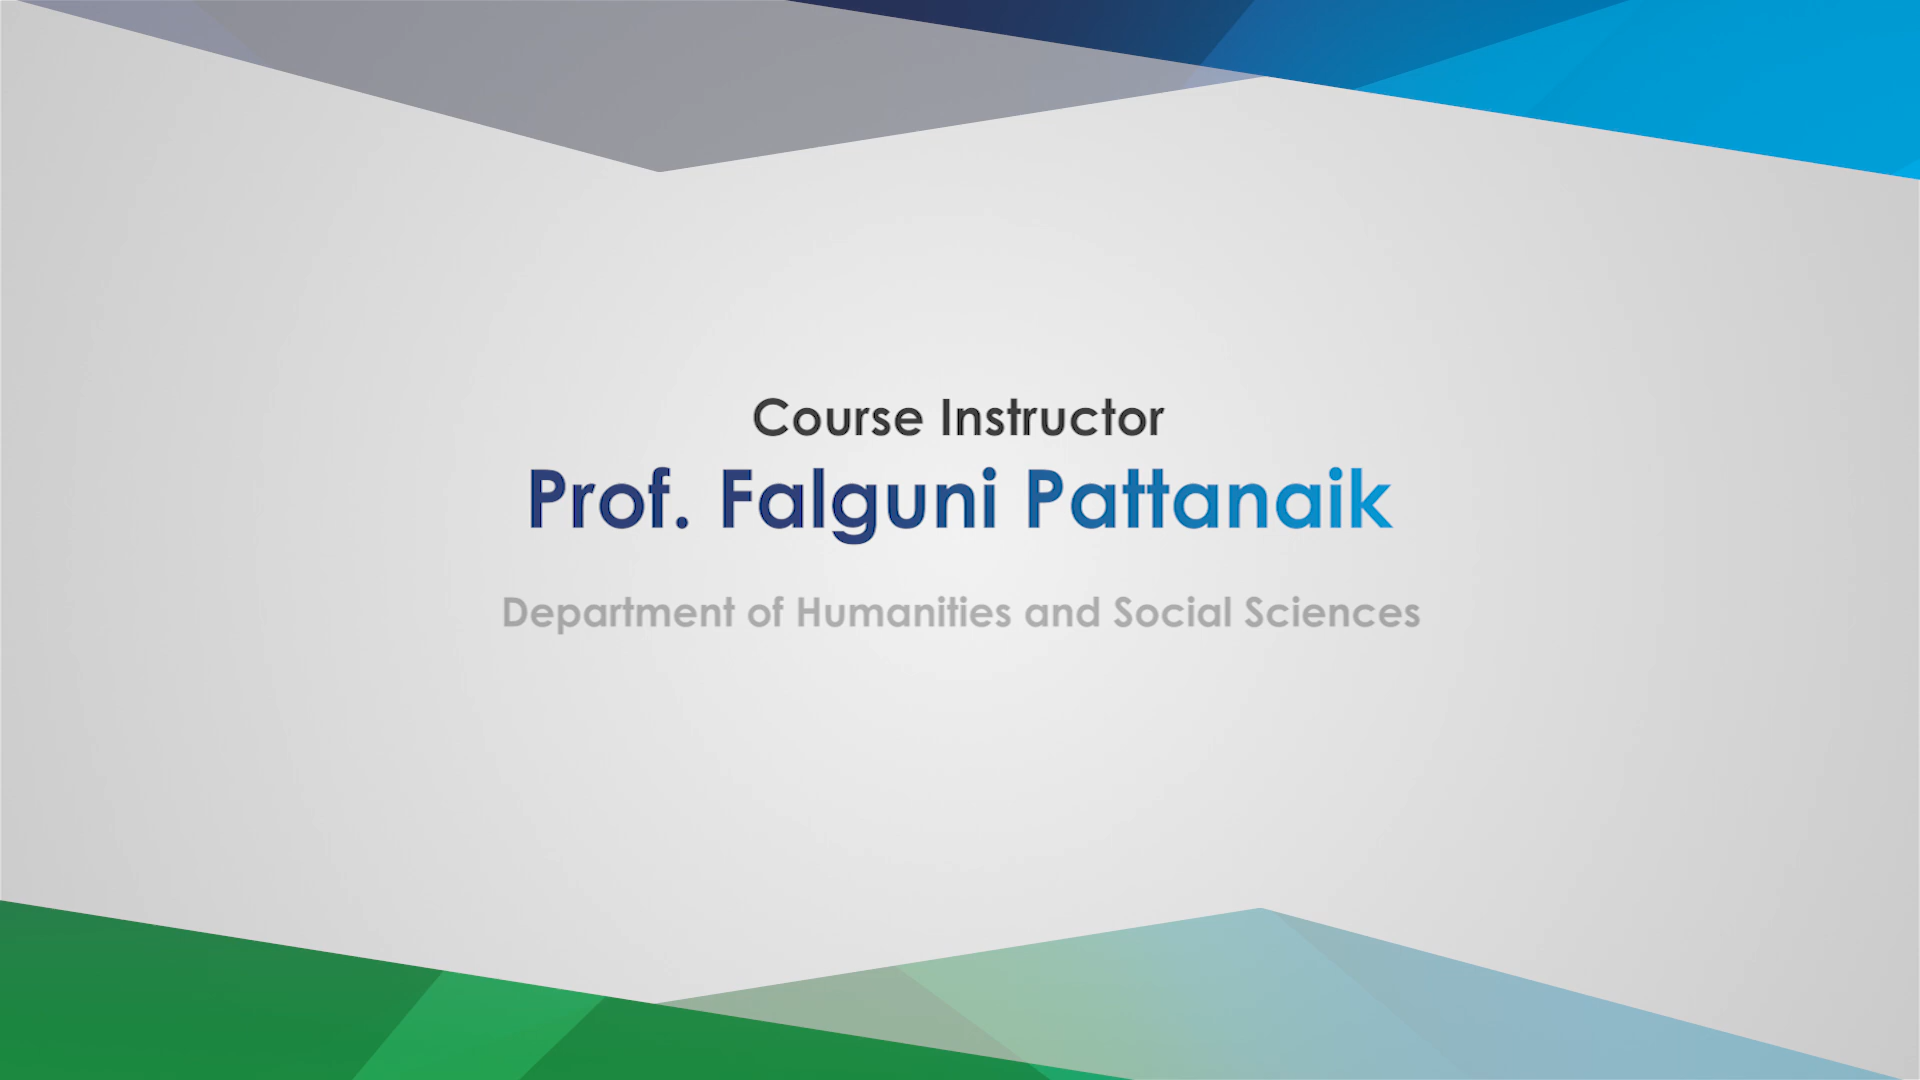 Course Instructor
Prof. Falguni Pattanaik
Department of Humanities and Social Sciences